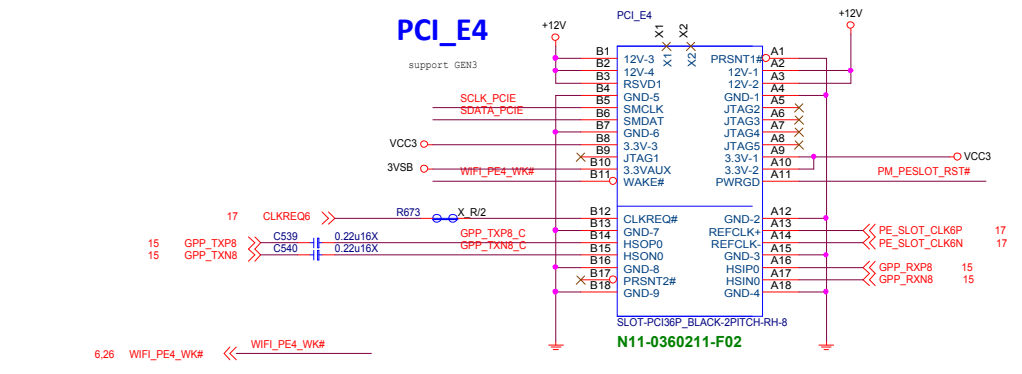 PCI_E4
support GEN3
+12V
PCI_E4
X1
X2
+12V
X1
X2
B1 12V-3 PRSNT1# A1
B2 12V-4 12V-1 A2
B3 RSVD1 12V-2 A3
B4 GND-5 GND-1 A4
SCLK_PCIE B5 SMCLK JTAG2 A5
SDATA_PCIE B6 SMDAT JTAG3 A6
B7 GND-6 JTAG4 A7
VCC3 B8 3.3V-3 JTAG5 A8
B9 JTAG1 3.3V-1 A9 VCC3
3VSB B10 3.3VAUX 3.3V-2 A10
WIFI_PE4_WK# B11 WAKE# PWRGD A11 PM_PESLOT_RST#
17 CLKREQ6 R673 X_R/2 B12 CLKREQ# GND-2 A12
B13 GND-7 REFCLK+ A13 PE_SLOT_CLK6P 17
15 GPP_TXP8 C539 0.22u16X GPP_TXP8_C B14 HSOP0 REFCLK- A14 PE_SLOT_CLK6N 17
15 GPP_TXN8 C540 0.22u16X GPP_TXN8_C B15 HSON0 GND-3 A15
B16 GND-8 HSIP0 A16 GPP_RXP8 15
B17 PRSNT2# HSIN0 A17 GPP_RXN8 15
B18 GND-9 GND-4 A18
SLOT-PCI36P_BLACK-2PITCH-RH-8
N11-0360211-F02
6,26 WIFI_PE4_WK# WIFI_PE4_WK#